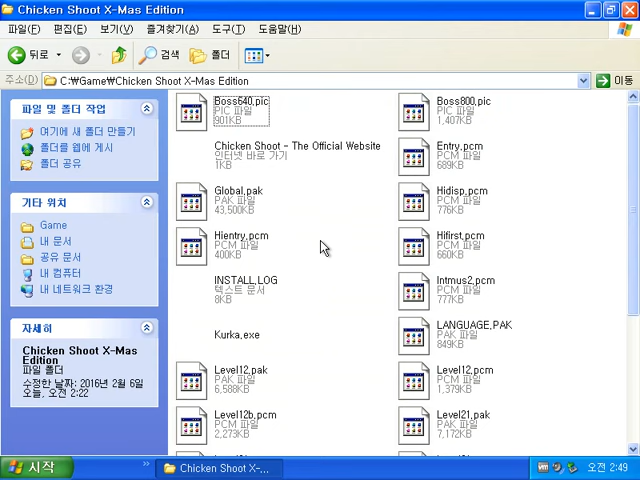 Chicken Shoot X-Mas Edition
파일(F) 편집(E) 보기(V) 즐겨찾기(A) 도구(T) 도움말(H)
뒤로 검색 폴더
주소(D) C:₩Game₩Chicken Shoot X-Mas Edition 이동
파일 및 폴더 작업
여기에 새 폴더 만들기
폴더를 웹에 게시
폴더 공유
기타 위치
Game
내 문서
공유 문서
내 컴퓨터
내 네트워크 환경
자세히
Chicken Shoot X-Mas
Edition
파일 폴더
수정한 날짜: 2016년 2월 6일
오늘, 오전 2:22
Boss640.pic
PIC 파일
901KB
Boss800.pic
PIC 파일
1,407KB
Chicken Shoot - The Official Website
인터넷 바로 가기
1KB
Entry.pcm
PCM 파일
689KB
Global.pak
PAK 파일
43,500KB
Hidisp.pcm
PCM 파일
776KB
Hientry.pcm
PCM 파일
400KB
Hifirst.pcm
PCM 파일
660KB
INSTALL.LOG
텍스트 문서
8KB
Intmus2.pcm
PCM 파일
777KB
Kurka.exe
LANGUAGE.PAK
PAK 파일
849KB
Level12.pak
PAK 파일
6,588KB
Level12.pcm
PCM 파일
1,379KB
Level12b.pcm
PCM 파일
2,273KB
Level21.pak
PAK 파일
7,172KB
시작 Chicken Shoot X-... 오전 2:49